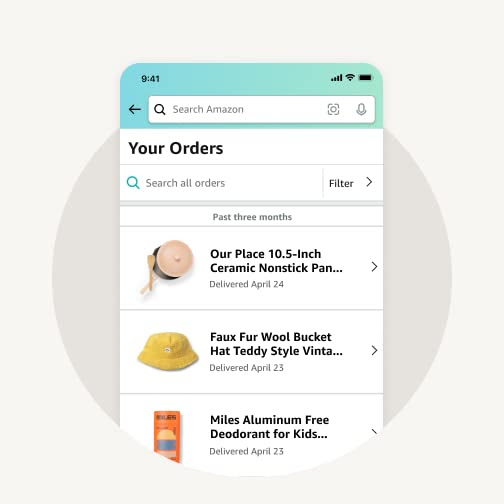 9:41
Search Amazon
Your Orders
Search all orders
Filter
Past three months
Our Place 10.5-Inch
Ceramic Nonstick Pan...
Delivered April 24
Faux Fur Wool Bucket
Hat Teddy Style Vinta...
Delivered April 23
MILES
Miles Aluminum Free
Deodorant for Kids...
Delivered April 23